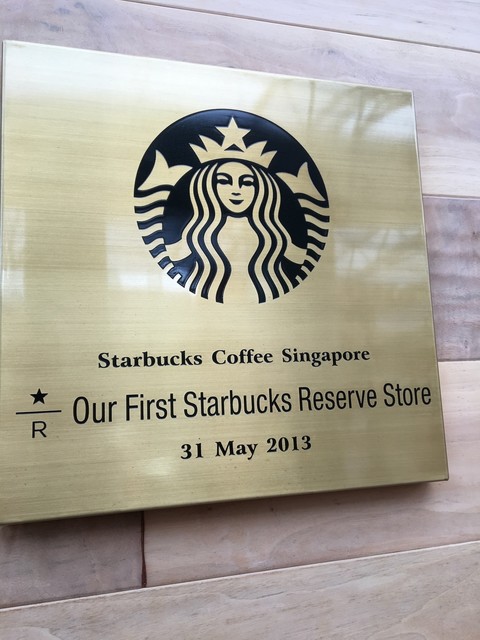 Starbucks Coffee Singapore
★
R
Our First Starbucks Reserve Store
31 May 2013